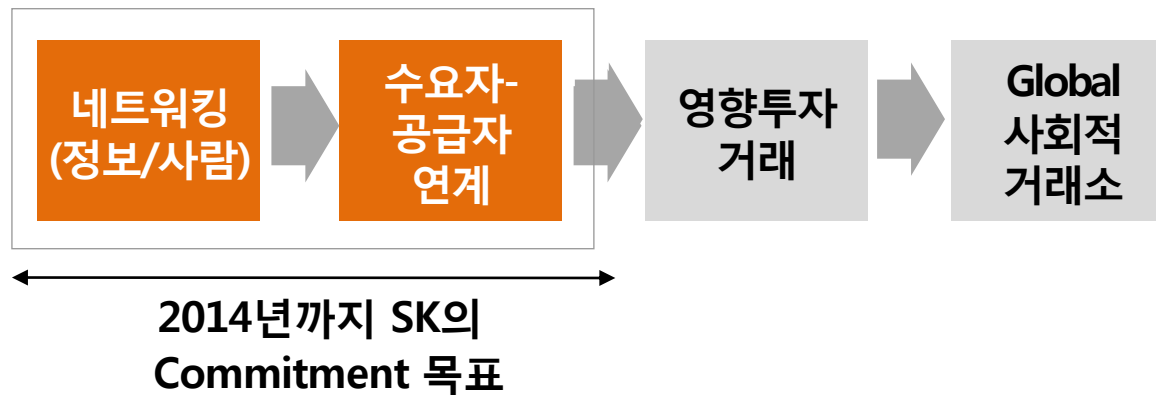 네트워킹
(정보/사람)
수요자-
공급자
연계
영향투자
거래
Global
사회적
거래소
2014년까지 SK의
Commitment 목표